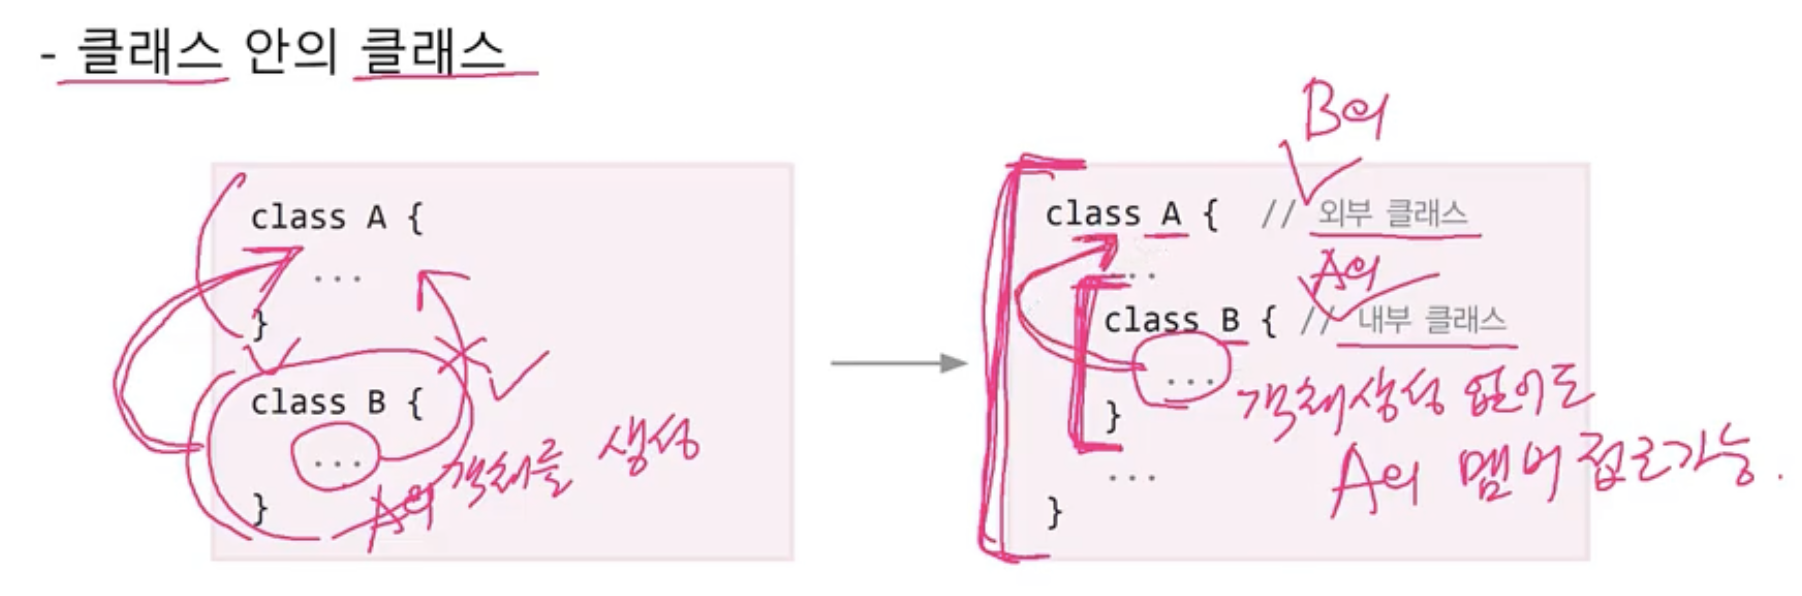 - 클래스 안의 클래스
class A {
...
}
class B {
...
}
A의 객체를 생성
B의
class A { // 외부 클래스
...
A의
class B { // 내부 클래스
...
}
...
}
객체생성 없이도
A의 멤버 접근가능.